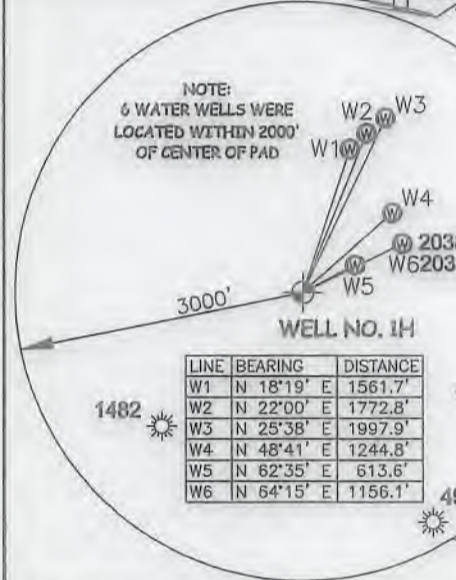 NOTE:
6 WATER WELLS WERE
LOCATED WITHIN 2000'
OF CENTER OF PAD
W1
W2
W3
W4
W5
W6
3000'
WELL NO. 1H
LINE BEARING DISTANCE
W1 N 18°19' E 1561.7'
W2 N 22°00' E 1772.8'
W3 N 25°38' E 1997.9'
W4 N 48°41' E 1244.8'
W5 N 62°35' E 613.6'
W6 N 64°15' E 1156.1'
1482